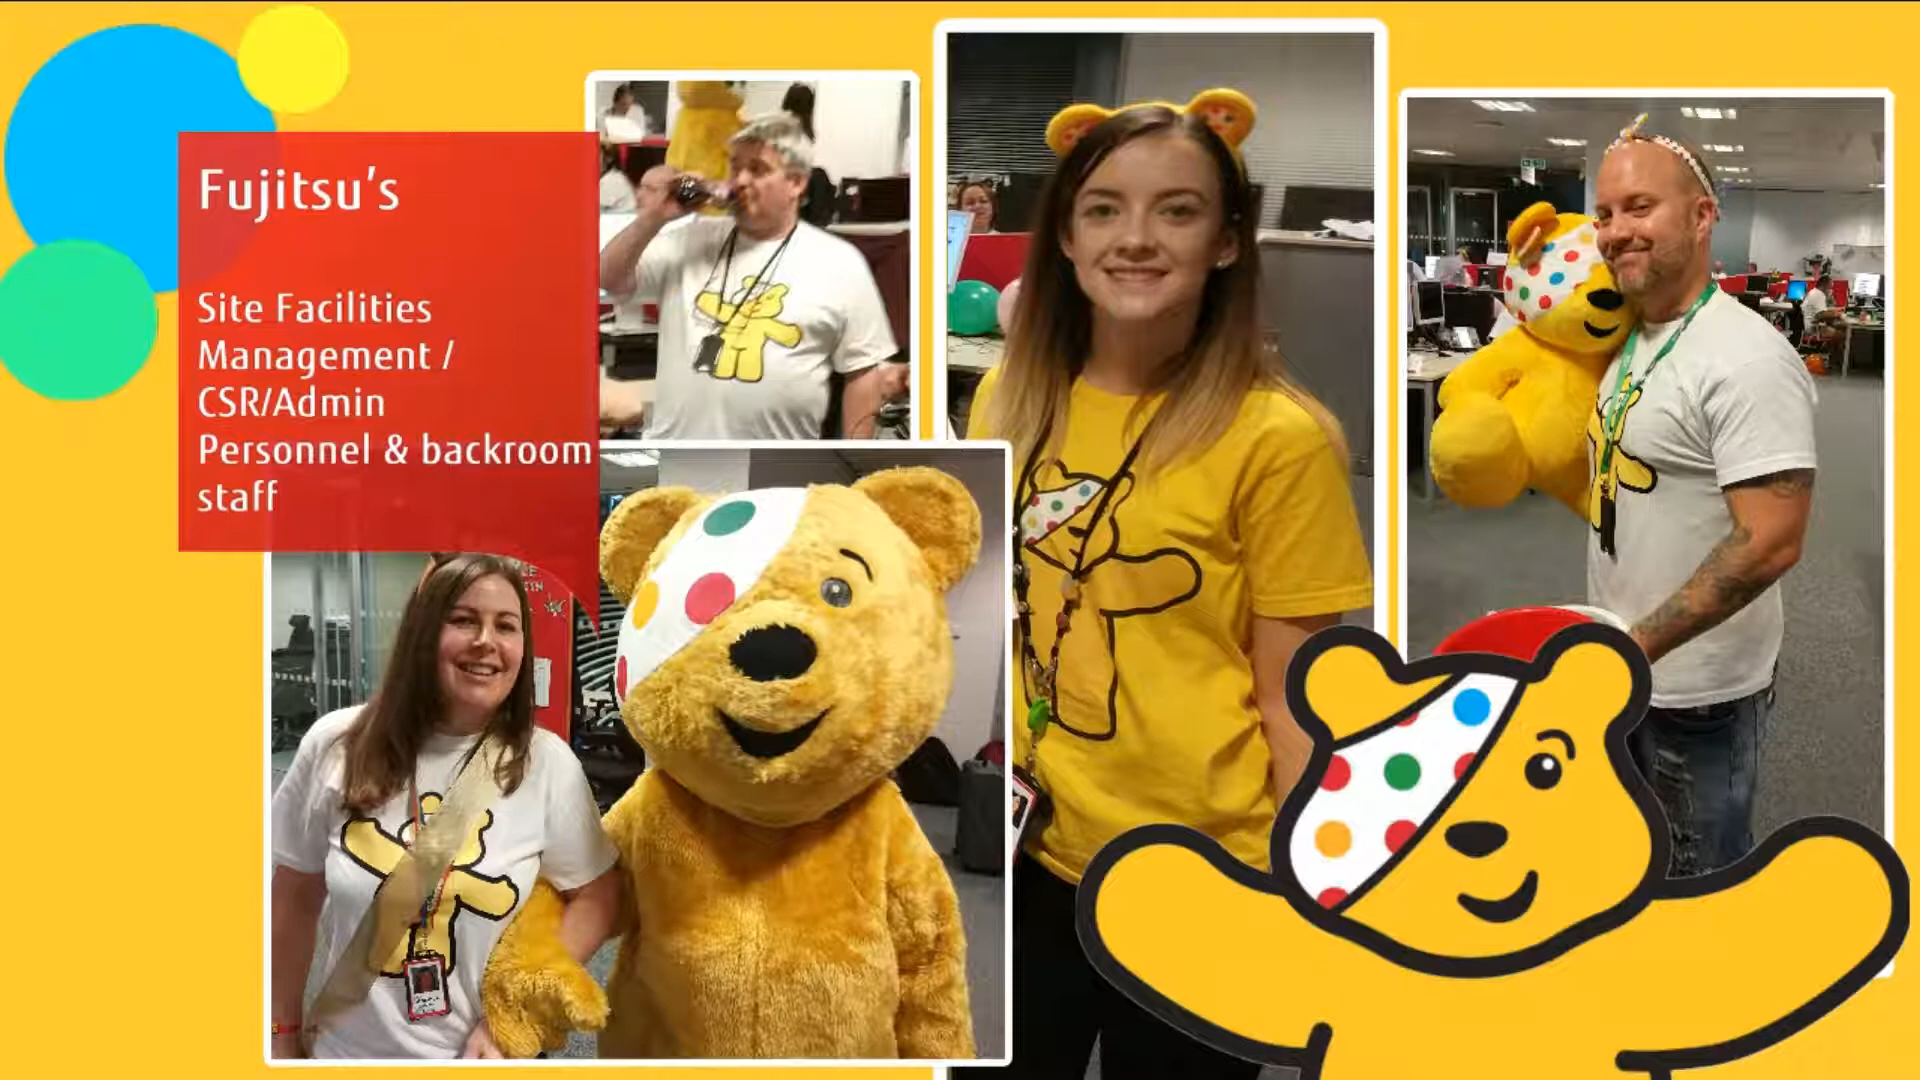 Fujitsu's
Site Facilities
Management /
CSR/Admin
Personnel & backroom
staff